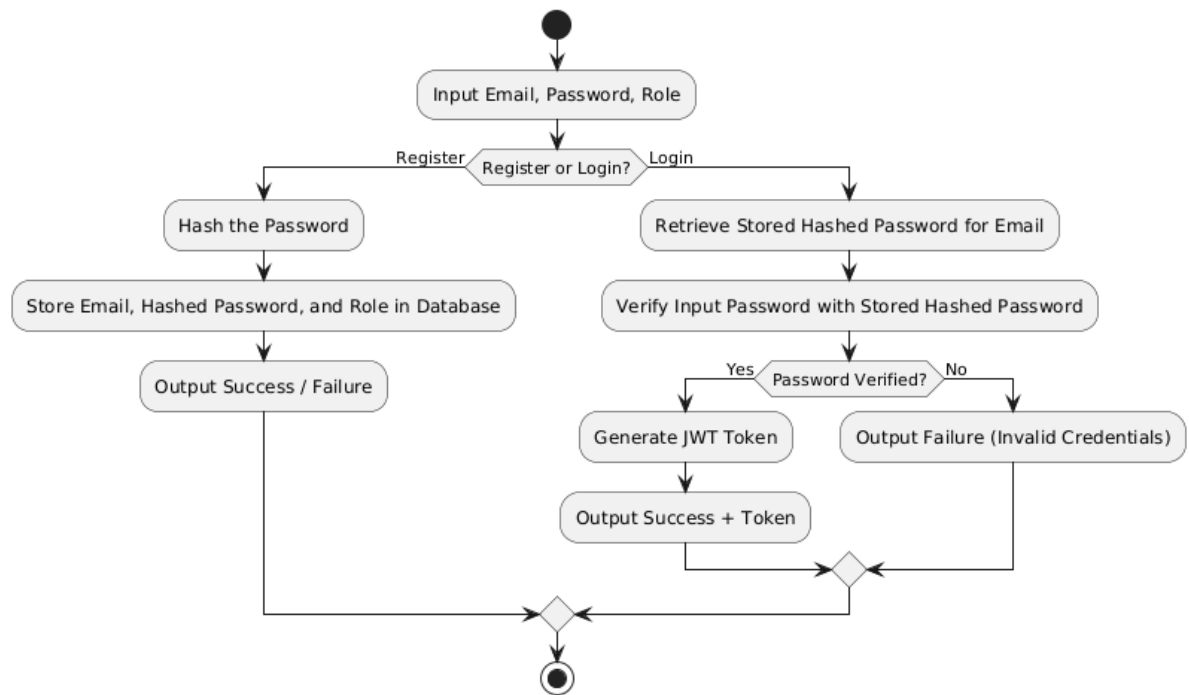 Input Email, Password, Role
Register
Register or Login?
Login
Hash the Password
Retrieve Stored Hashed Password for Email
Store Email, Hashed Password, and Role in Database
Verify Input Password with Stored Hashed Password
Output Success / Failure
Yes
Password Verified?
No
Generate JWT Token
Output Failure (Invalid Credentials)
Output Success + Token